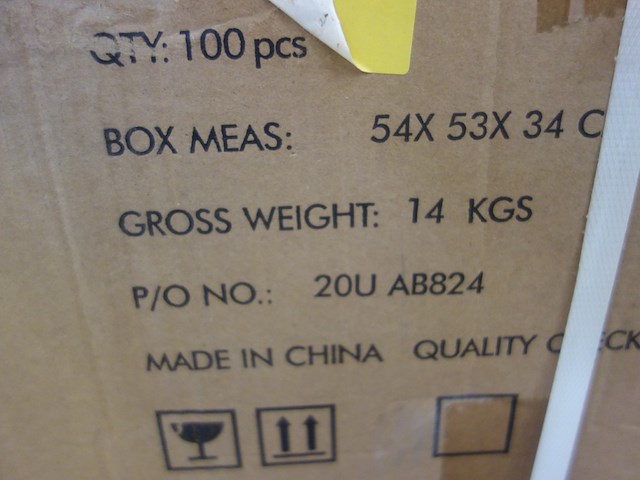 QTY: 100 pcs
BOX MEAS: 54X 53X 34 C
GROSS WEIGHT: 14 KGS
P/O NO.: 20U AB824
MADE IN CHINA QUALITY